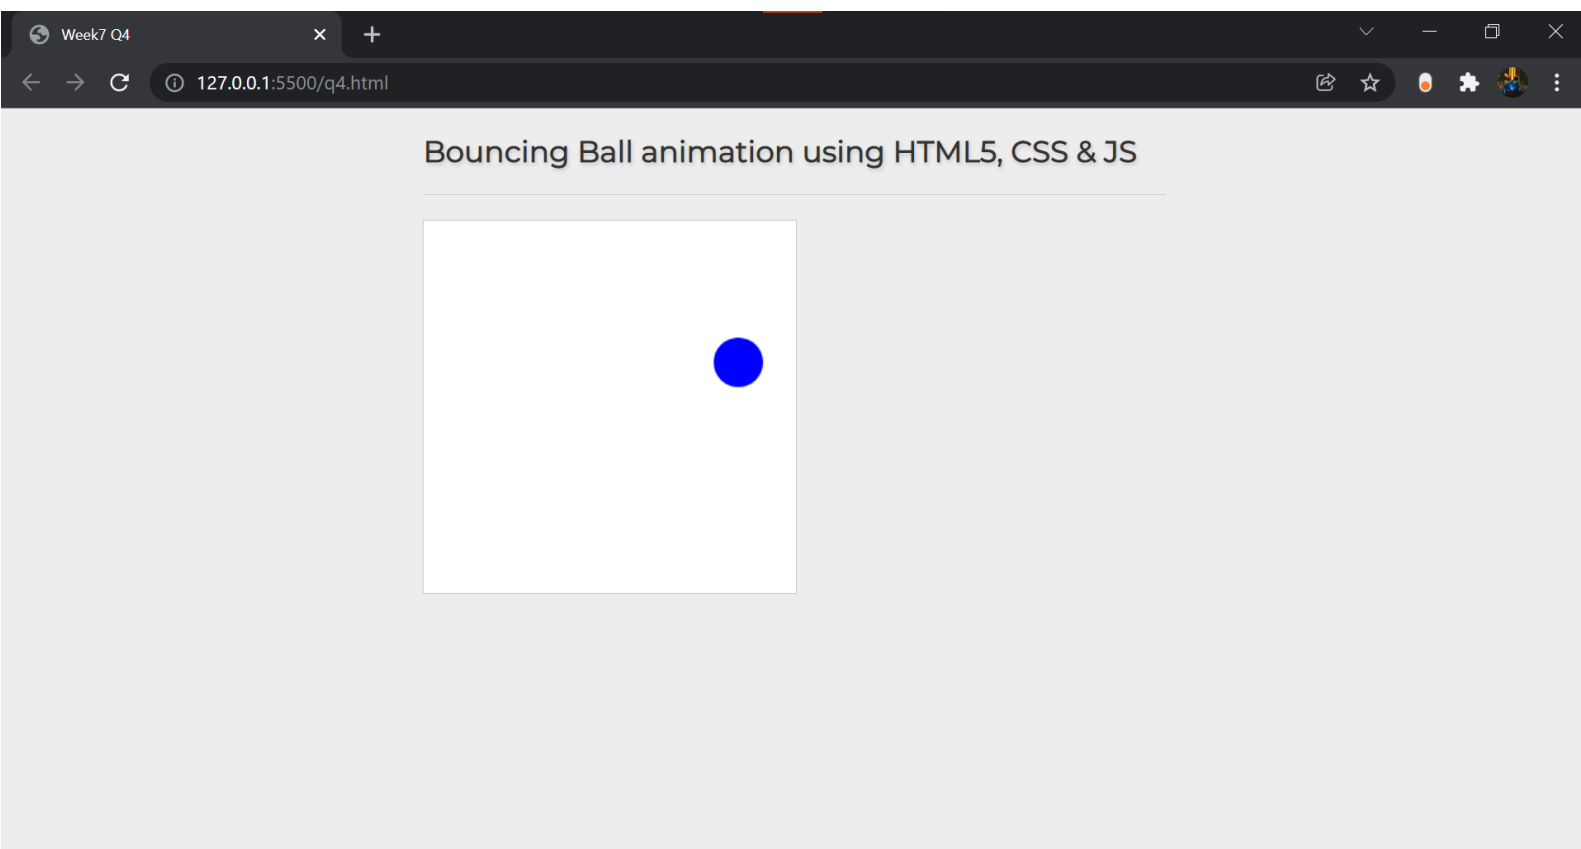 Week7 Q4
127.0.0.1:5500/q4.html
Bouncing Ball animation using HTML5, CSS & JS